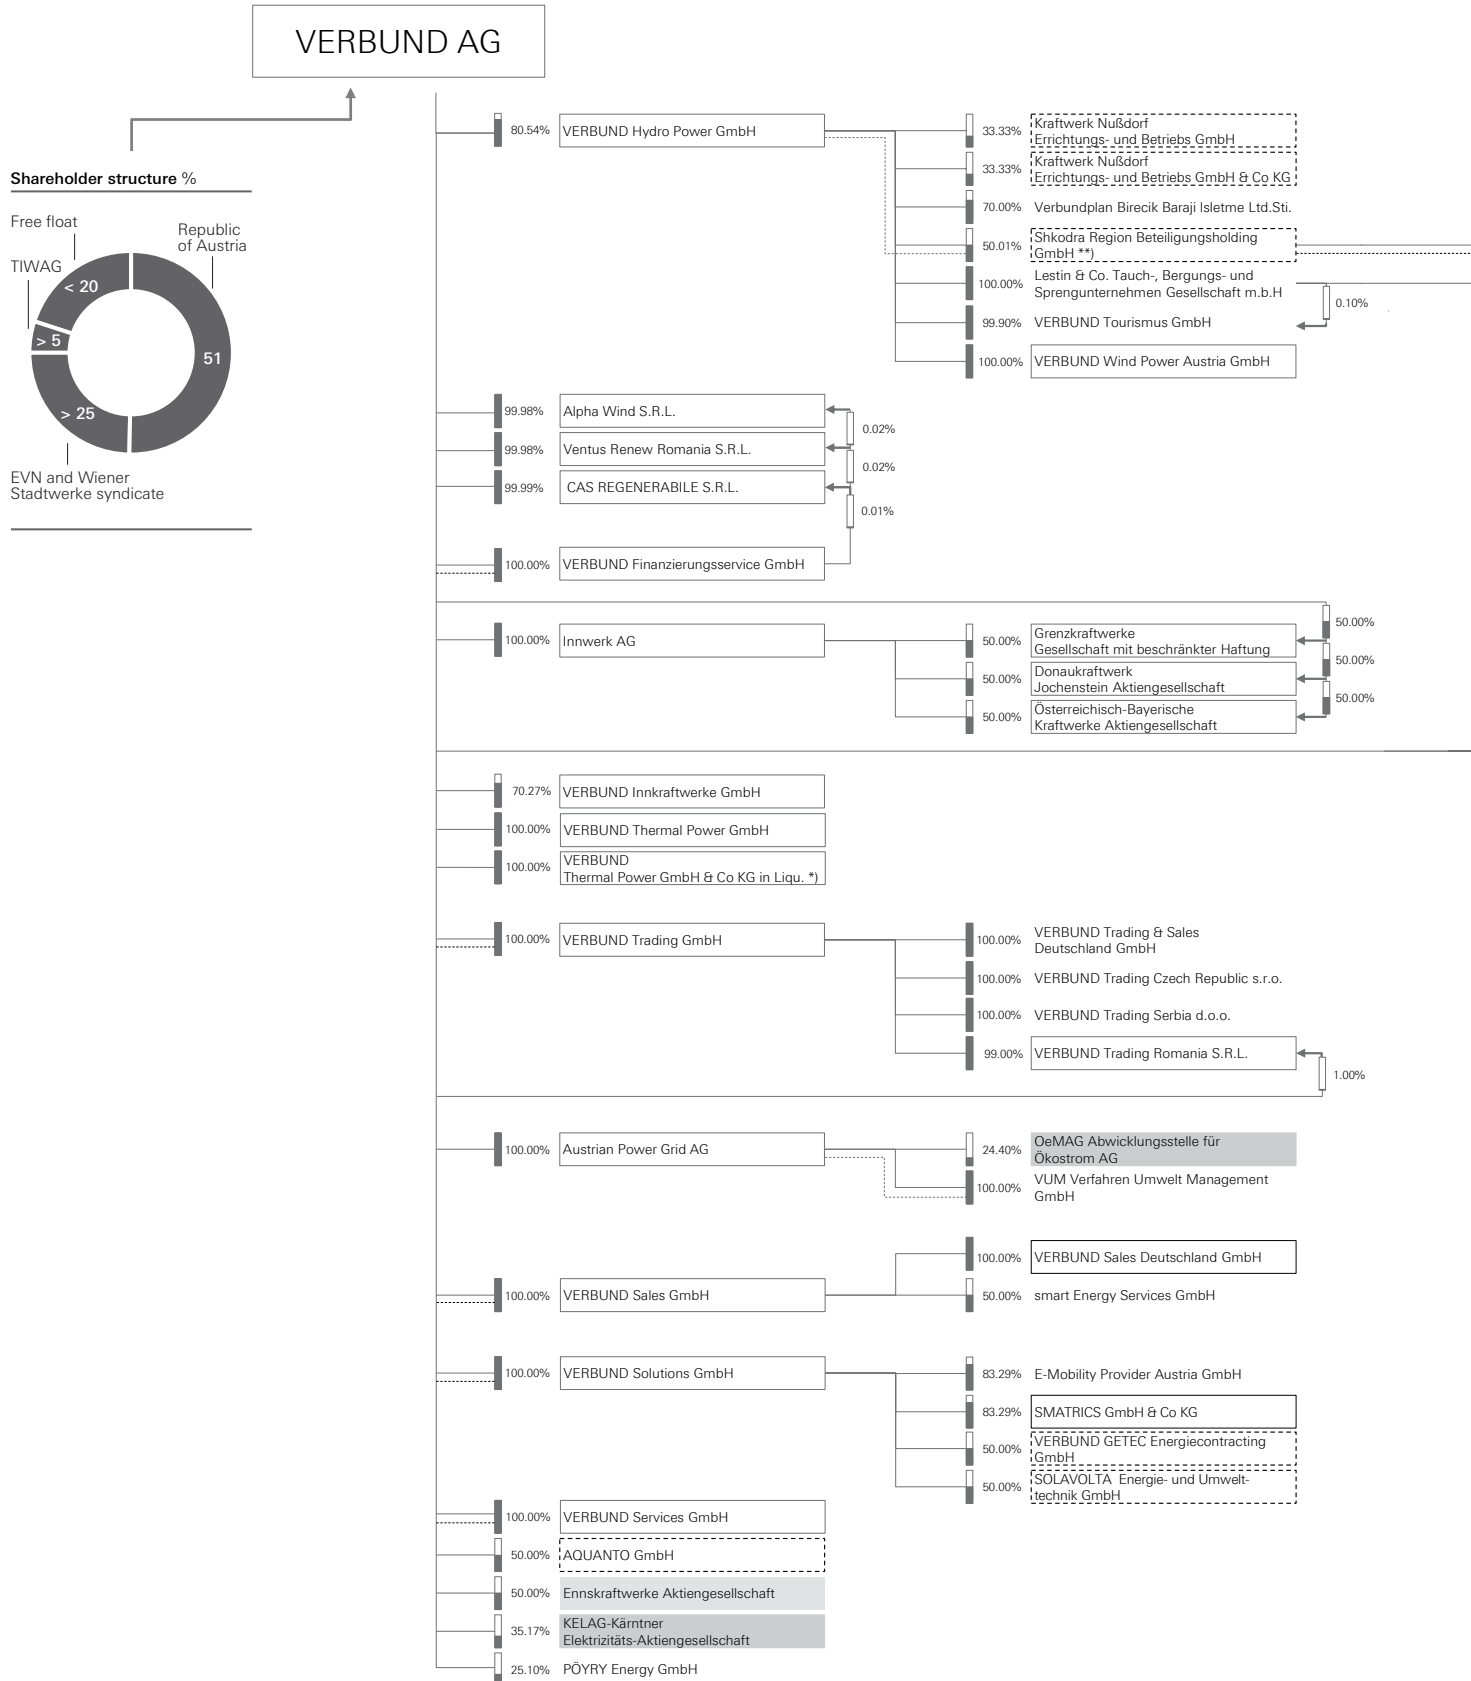 VERBUND AG
Shareholder structure %
Free float
Republic
of Austria
TIWAG
< 20
> 5
51
> 25
EVN and Wiener
Stadtwerke syndicate
80.54% VERBUND Hydro Power GmbH
33.33% Kraftwerk Nußdorf
Errichtungs- und Betriebs GmbH
33.33% Kraftwerk Nußdorf
Errichtungs- und Betriebs GmbH & Co KG
70.00% Verbundplan Birecik Baraji Isletme Ltd.Sti.
50.01% Shkodra Region Beteiligungsholding
GmbH **)
100.00% Lestin & Co. Tauch-, Bergungs- und
Sprengunternehmen Gesellschaft m.b.H
0.10%
99.90% VERBUND Tourismus GmbH
100.00% VERBUND Wind Power Austria GmbH
99.98% Alpha Wind S.R.L.
0.02%
99.98% Ventus Renew Romania S.R.L.
0.02%
99.99% CAS REGENERABILE S.R.L.
0.01%
100.00% VERBUND Finanzierungsservice GmbH
100.00% Innwerk AG
50.00%
50.00% Grenzkraftwerke
Gesellschaft mit beschränkter Haftung
50.00%
50.00% Donaukraftwerk
Jochenstein Aktiengesellschaft
50.00%
50.00% Österreichisch-Bayerische
Kraftwerke Aktiengesellschaft
70.27% VERBUND Innkraftwerke GmbH
100.00% VERBUND Thermal Power GmbH
100.00% VERBUND
Thermal Power GmbH & Co KG in Liqu. *)
100.00% VERBUND Trading GmbH
100.00% VERBUND Trading & Sales
Deutschland GmbH
100.00% VERBUND Trading Czech Republic s.r.o.
100.00% VERBUND Trading Serbia d.o.o.
99.00% VERBUND Trading Romania S.R.L.
1.00%
100.00% Austrian Power Grid AG
24.40% OeMAG Abwicklungsstelle für
Ökostrom AG
100.00% VUM Verfahren Umwelt Management
GmbH
100.00% VERBUND Sales Deutschland GmbH
100.00% VERBUND Sales GmbH
50.00% smart Energy Services GmbH
100.00% VERBUND Solutions GmbH
83.29% E-Mobility Provider Austria GmbH
83.29% SMATRICS GmbH & Co KG
50.00% VERBUND GETEC Energiecontracting
GmbH
50.00% SOLAVOLTA Energie- und Umwelt-
technik GmbH
100.00% VERBUND Services GmbH
50.00% AQUANTO GmbH
50.00% Ennskraftwerke Aktiengesellschaft
35.17% KELAG-Kärntner
Elektrizitäts-Aktiengesellschaft
25.10% PÖYRY Energy GmbH